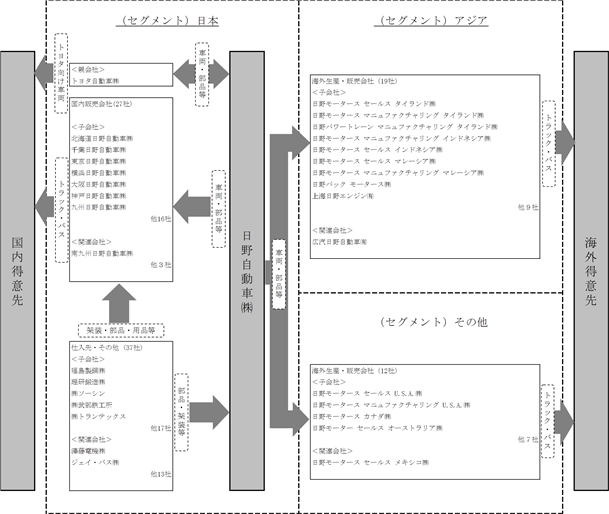 （セグメント）日本
（セグメント）アジア
国内得意先
トヨタ向け車両
＜親会社＞
トヨタ自動車㈱
車両・部品等
国内販売会社(27社)
＜子会社＞
北海道日野自動車㈱
千葉日野自動車㈱
東京日野自動車㈱
横浜日野自動車㈱
大阪日野自動車㈱
神戸日野自動車㈱
九州日野自動車㈱
他16社
＜関連会社＞
南九州日野自動車㈱
他３社
トラック・バス
車両・部品等
架装・部品・用品等
仕入先・その他（37社）
＜子会社＞
福島製鋼㈱
理研鍛造㈱
㈱ソーシン
㈱武部鉄工所
㈱トランテックス
他17社
＜関連会社＞
澤藤電機㈱
ジェイ・バス㈱
他13社
部品・架装等
日野自動車㈱
車両・部品等
海外生産・販売会社（19社）
＜子会社＞
日野モータース セールス タイランド㈱
日野モータース マニュファクチャリング タイランド㈱
日野パワートレーン マニュファクチャリング タイランド㈱
日野モータース マニュファクチャリング インドネシア㈱
日野モータース セールス インドネシア㈱
日野モータース セールス マレーシア㈱
日野モータース マニュファクチャリング マレーシア㈱
日野パック モータース㈱
上海日野エンジン㈲
他９社
＜関連会社＞
広汽日野自動車㈲
トラック・バス
（セグメント）その他
海外生産・販売会社（12社）
＜子会社＞
日野モータース セールス U.S.A.㈱
日野モータース マニュファクチャリング U.S.A.㈱
日野モータース カナダ㈱
日野モーター セールス オーストラリア㈱
他７社
＜関連会社＞
日野モータース セールス メキシコ㈱
トラック・バス
海外得意先